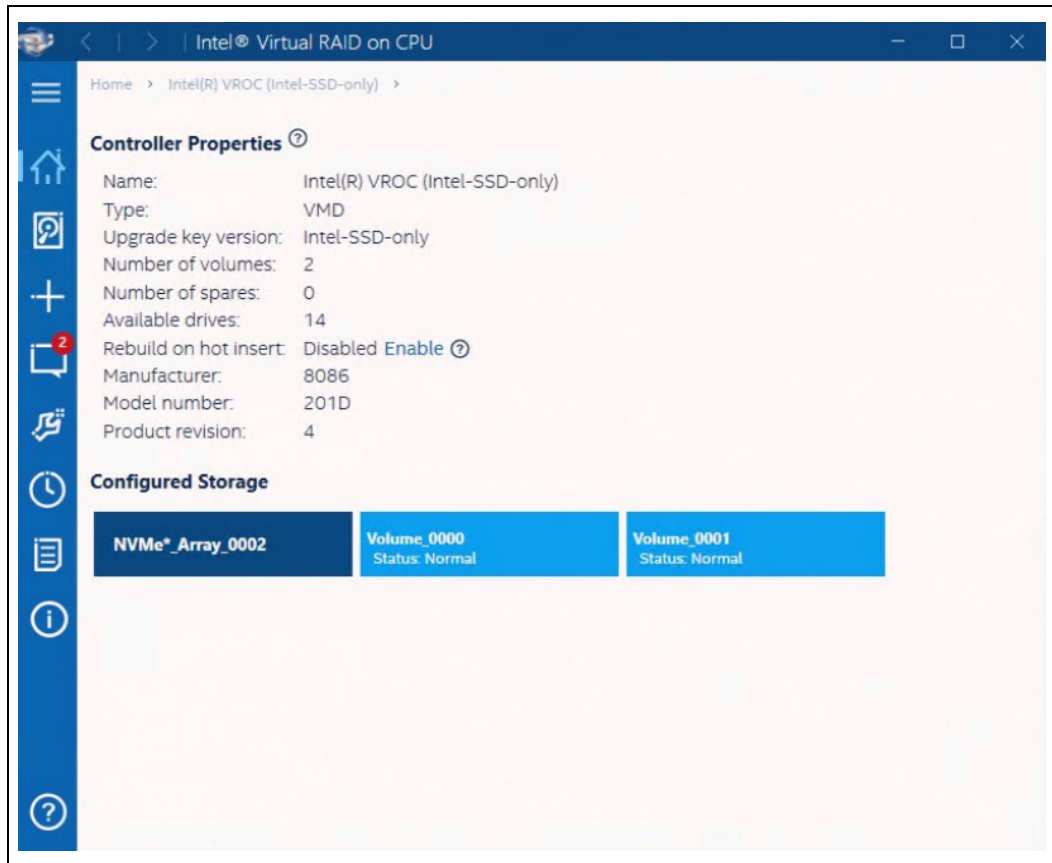 Intel® Virtual RAID on CPU
Home > Intel(R) VROC (Intel-SSD-only) >
Controller Properties ?
Name: Intel(R) VROC (Intel-SSD-only)
Type: VMD
Upgrade key version: Intel-SSD-only
Number of volumes: 2
Number of spares: 0
Available drives: 14
Rebuild on hot insert: Disabled Enable ?
Manufacturer: 8086
Model number: 201D
Product revision: 4
2
Configured Storage
NVMe*_Array_0002
Volume_0000
Status: Normal
Volume_0001
Status: Normal